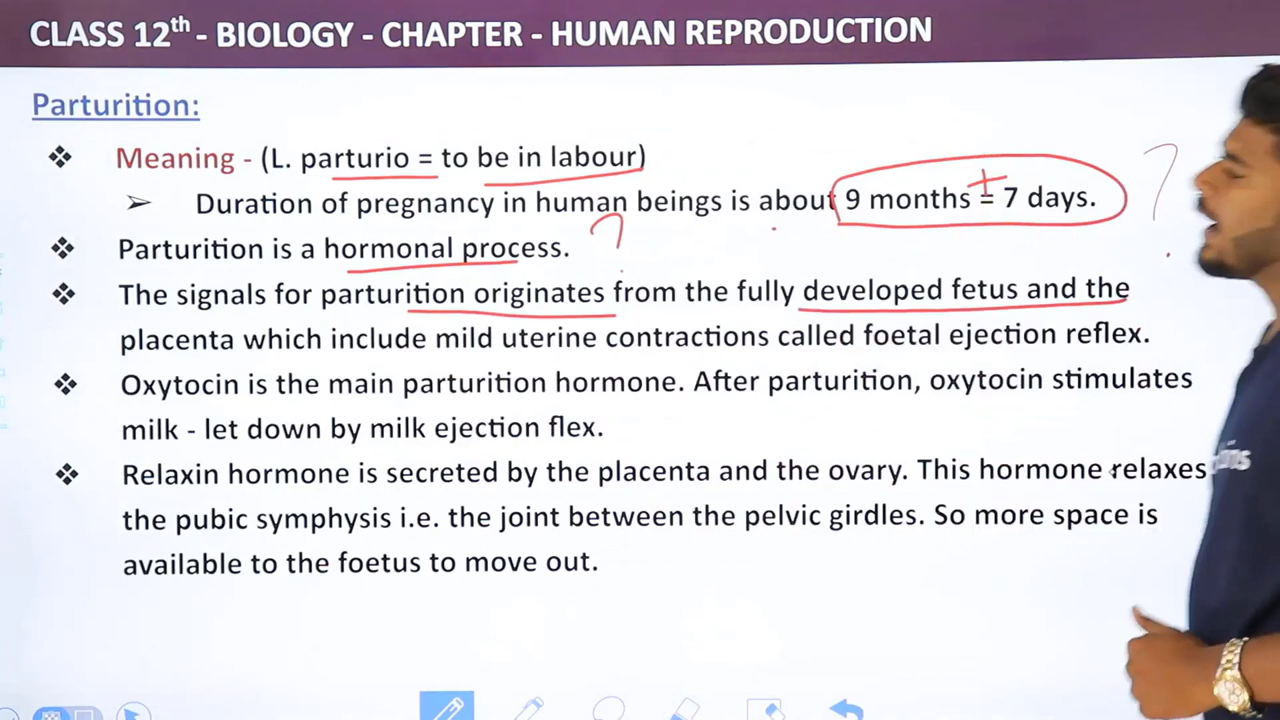 CLASS 12th - BIOLOGY - CHAPTER - HUMAN REPRODUCTION
Parturition:
❖ Meaning - (L. parturio = to be in labour)
➢ Duration of pregnancy in human beings is about 9 months ± 7 days. ?
❖ Parturition is a hormonal process. ?
❖ The signals for parturition originates from the fully developed fetus and the
placenta which include mild uterine contractions called foetal ejection reflex.
❖ Oxytocin is the main parturition hormone. After parturition, oxytocin stimulates
milk - let down by milk ejection flex.
❖ Relaxin hormone is secreted by the placenta and the ovary. This hormone relaxes
the pubic symphysis i.e. the joint between the pelvic girdles. So more space is
available to the foetus to move out.